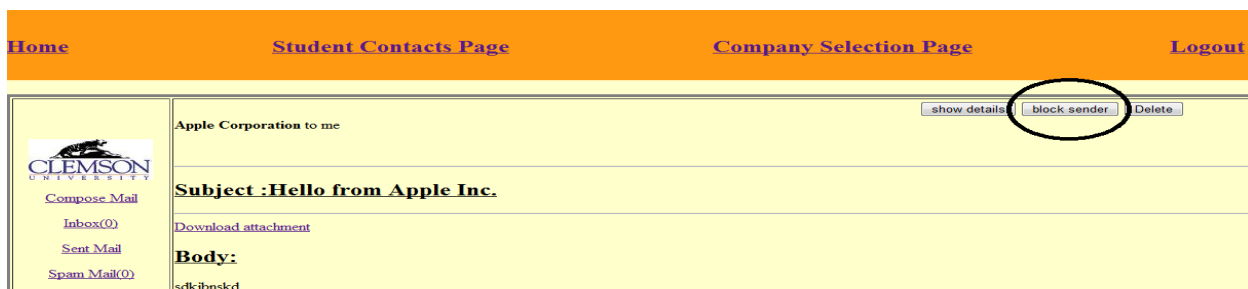 Home Student Contacts Page Company Selection Page Logout
show details block sender Delete
Apple Corporation to me
CLEMSON
UNIVERSITY
Compose Mail
Inbox(0)
Sent Mail
Spam Mail(0)
Subject :Hello from Apple Inc.
Download attachment
Body:
sdkjbnskd